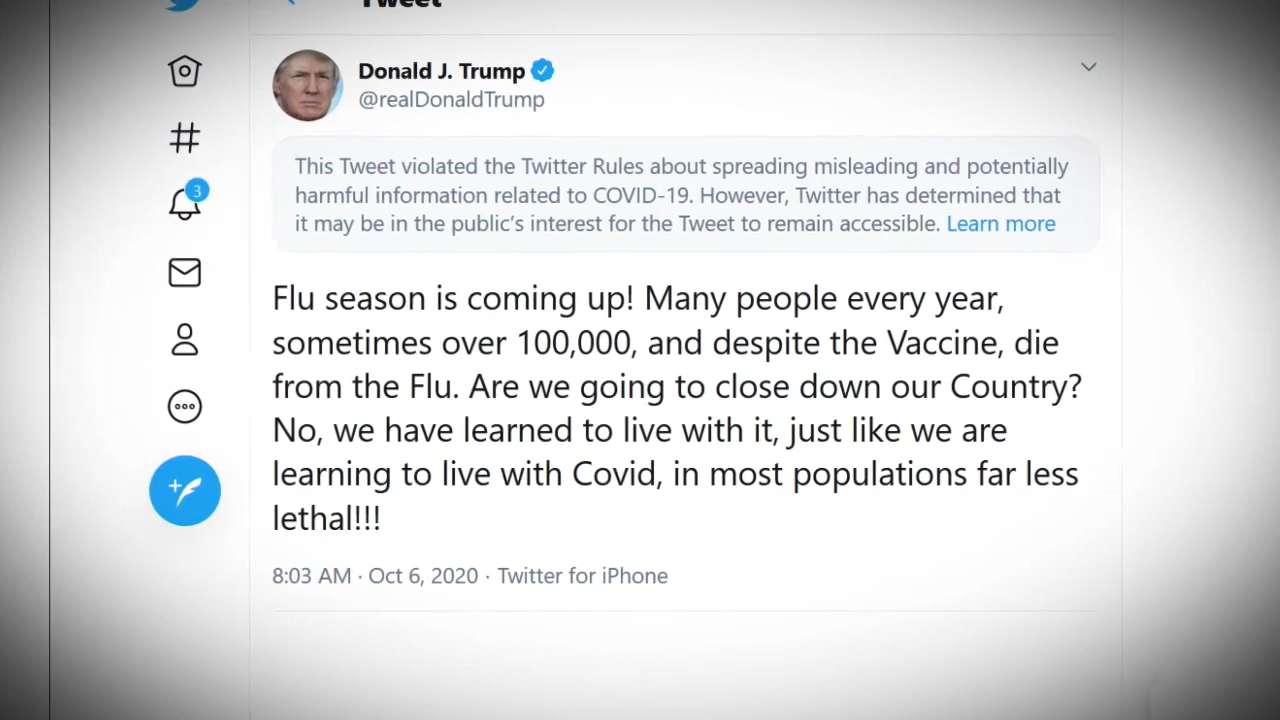 Tweet
Donald J. Trump
@realDonaldTrump
This Tweet violated the Twitter Rules about spreading misleading and potentially
harmful information related to COVID-19. However, Twitter has determined that
it may be in the public's interest for the Tweet to remain accessible. Learn more
3
Flu season is coming up! Many people every year,
sometimes over 100,000, and despite the Vaccine, die
from the Flu. Are we going to close down our Country?
No, we have learned to live with it, just like we are
learning to live with Covid, in most populations far less
lethal!!!
8:03 AM · Oct 6, 2020 · Twitter for iPhone